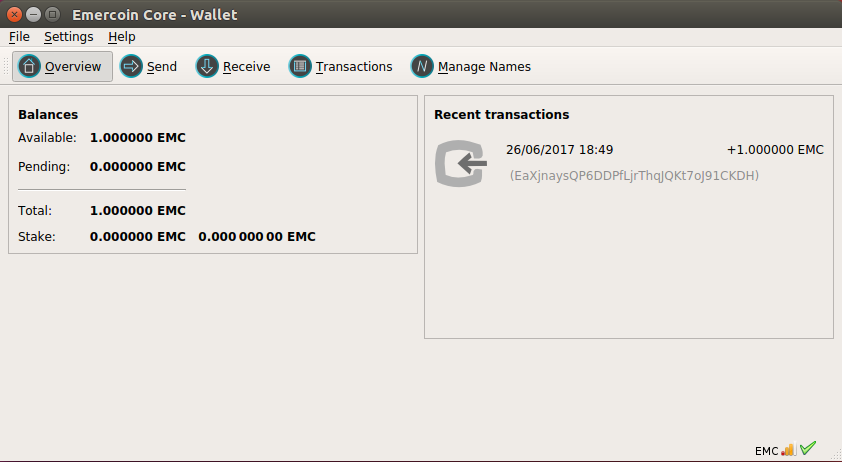 Emercoin Core - Wallet
File Settings Help
Overview Send Receive Transactions Manage Names
Balances
Available: 1.000000 EMC
Pending: 0.000000 EMC
Total: 1.000000 EMC
Stake: 0.000000 EMC 0.000 000 00 EMC
Recent transactions
26/06/2017 18:49 +1.000000 EMC
(EaXjnaysQP6DDPfLjrThqJQKt7oJ91CKDH)
EMC